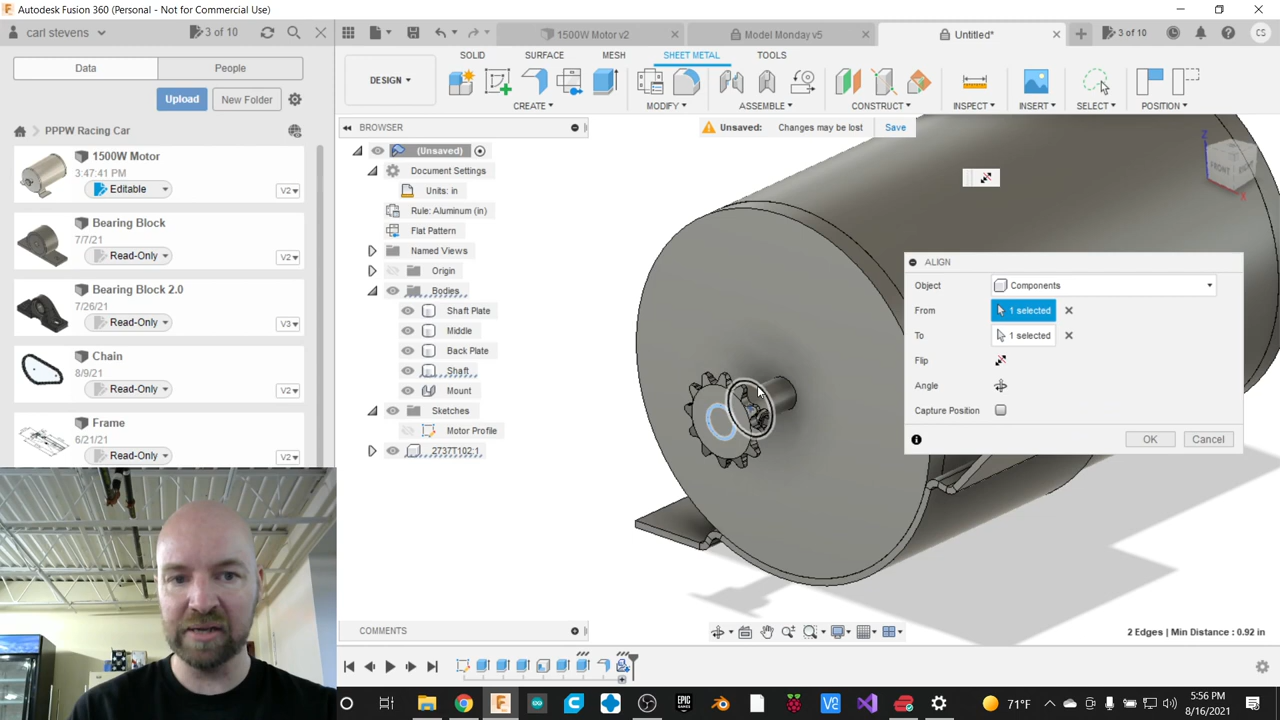 Autodesk Fusion 360 (Personal - Not for Commercial Use)
carl stevens
3 of 10
1500W Motor v2
Model Monday v5
Untitled*
3 of 10
CS
Data
People
Upload
New Folder
PPPW Racing Car
1500W Motor
3:47:41 PM
Editable
V2
Bearing Block
7/7/21
Read-Only
V2
Bearing Block 2.0
7/26/21
Read-Only
V3
Chain
8/9/21
Read-Only
V2
Frame
6/21/21
Read-Only
V2
DESIGN
SOLID
SURFACE
MESH
SHEET METAL
TOOLS
CREATE
MODIFY
ASSEMBLE
CONSTRUCT
INSPECT
INSERT
SELECT
POSITION
BROWSER
Unsaved:
Changes may be lost
Save
(Unsaved)
Document Settings
Units: in
Rule: Aluminum (in)
Flat Pattern
Named Views
Origin
Bodies
Shaft Plate
Middle
Back Plate
Shaft
Mount
Sketches
Motor Profile
2737T102:1
Z
FRONT
X
ALIGN
Object
Components
From
1 selected
To
1 selected
Flip
Angle
Capture Position
OK
Cancel
COMMENTS
2 Edges | Min Distance : 0.92 in
71°F
5:56 PM
8/16/2021